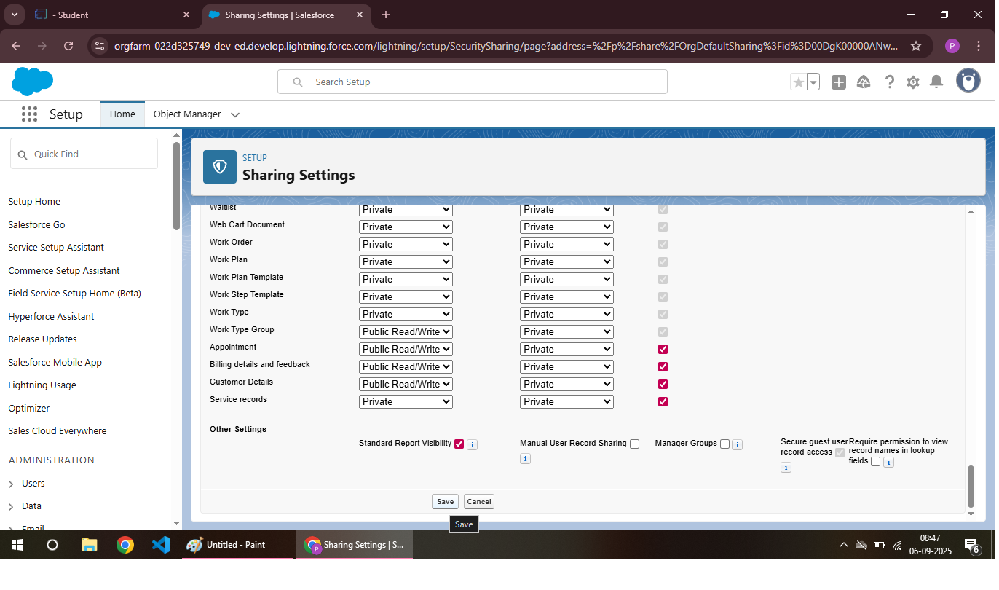 - Student
Sharing Settings | Salesforce
orgfarm-022d325749-dev-ed.develop.lightning.force.com/lightning/setup/SecuritySharing/page?address=%2Fp%2Fshare%2FOrgDefaultSharing%3Fid%3D00DgK00000ANw...
P
Search Setup
Setup
Home
Object Manager
Quick Find
Setup Home
Salesforce Go
Service Setup Assistant
Commerce Setup Assistant
Field Service Setup Home (Beta)
Hyperforce Assistant
Release Updates
Salesforce Mobile App
Lightning Usage
Optimizer
Sales Cloud Everywhere
ADMINISTRATION
Users
Data
Email
SETUP
Sharing Settings
Waitlist Private Private
Web Cart Document Private Private
Work Order Private Private
Work Plan Private Private
Work Plan Template Private Private
Work Step Template Private Private
Work Type Private Private
Work Type Group Public Read/Write Private
Appointment Public Read/Write Private
Billing details and feedback Public Read/Write Private
Customer Details Public Read/Write Private
Service records Private Private
Other Settings
Standard Report Visibility i
Manual User Record Sharing
i
Manager Groups i
Secure guest user
record access
i
Require permission to view
record names in lookup
fields i
Save Cancel
Save
Untitled - Paint
P
Sharing Settings | S...
08:47
06-09-2025
6